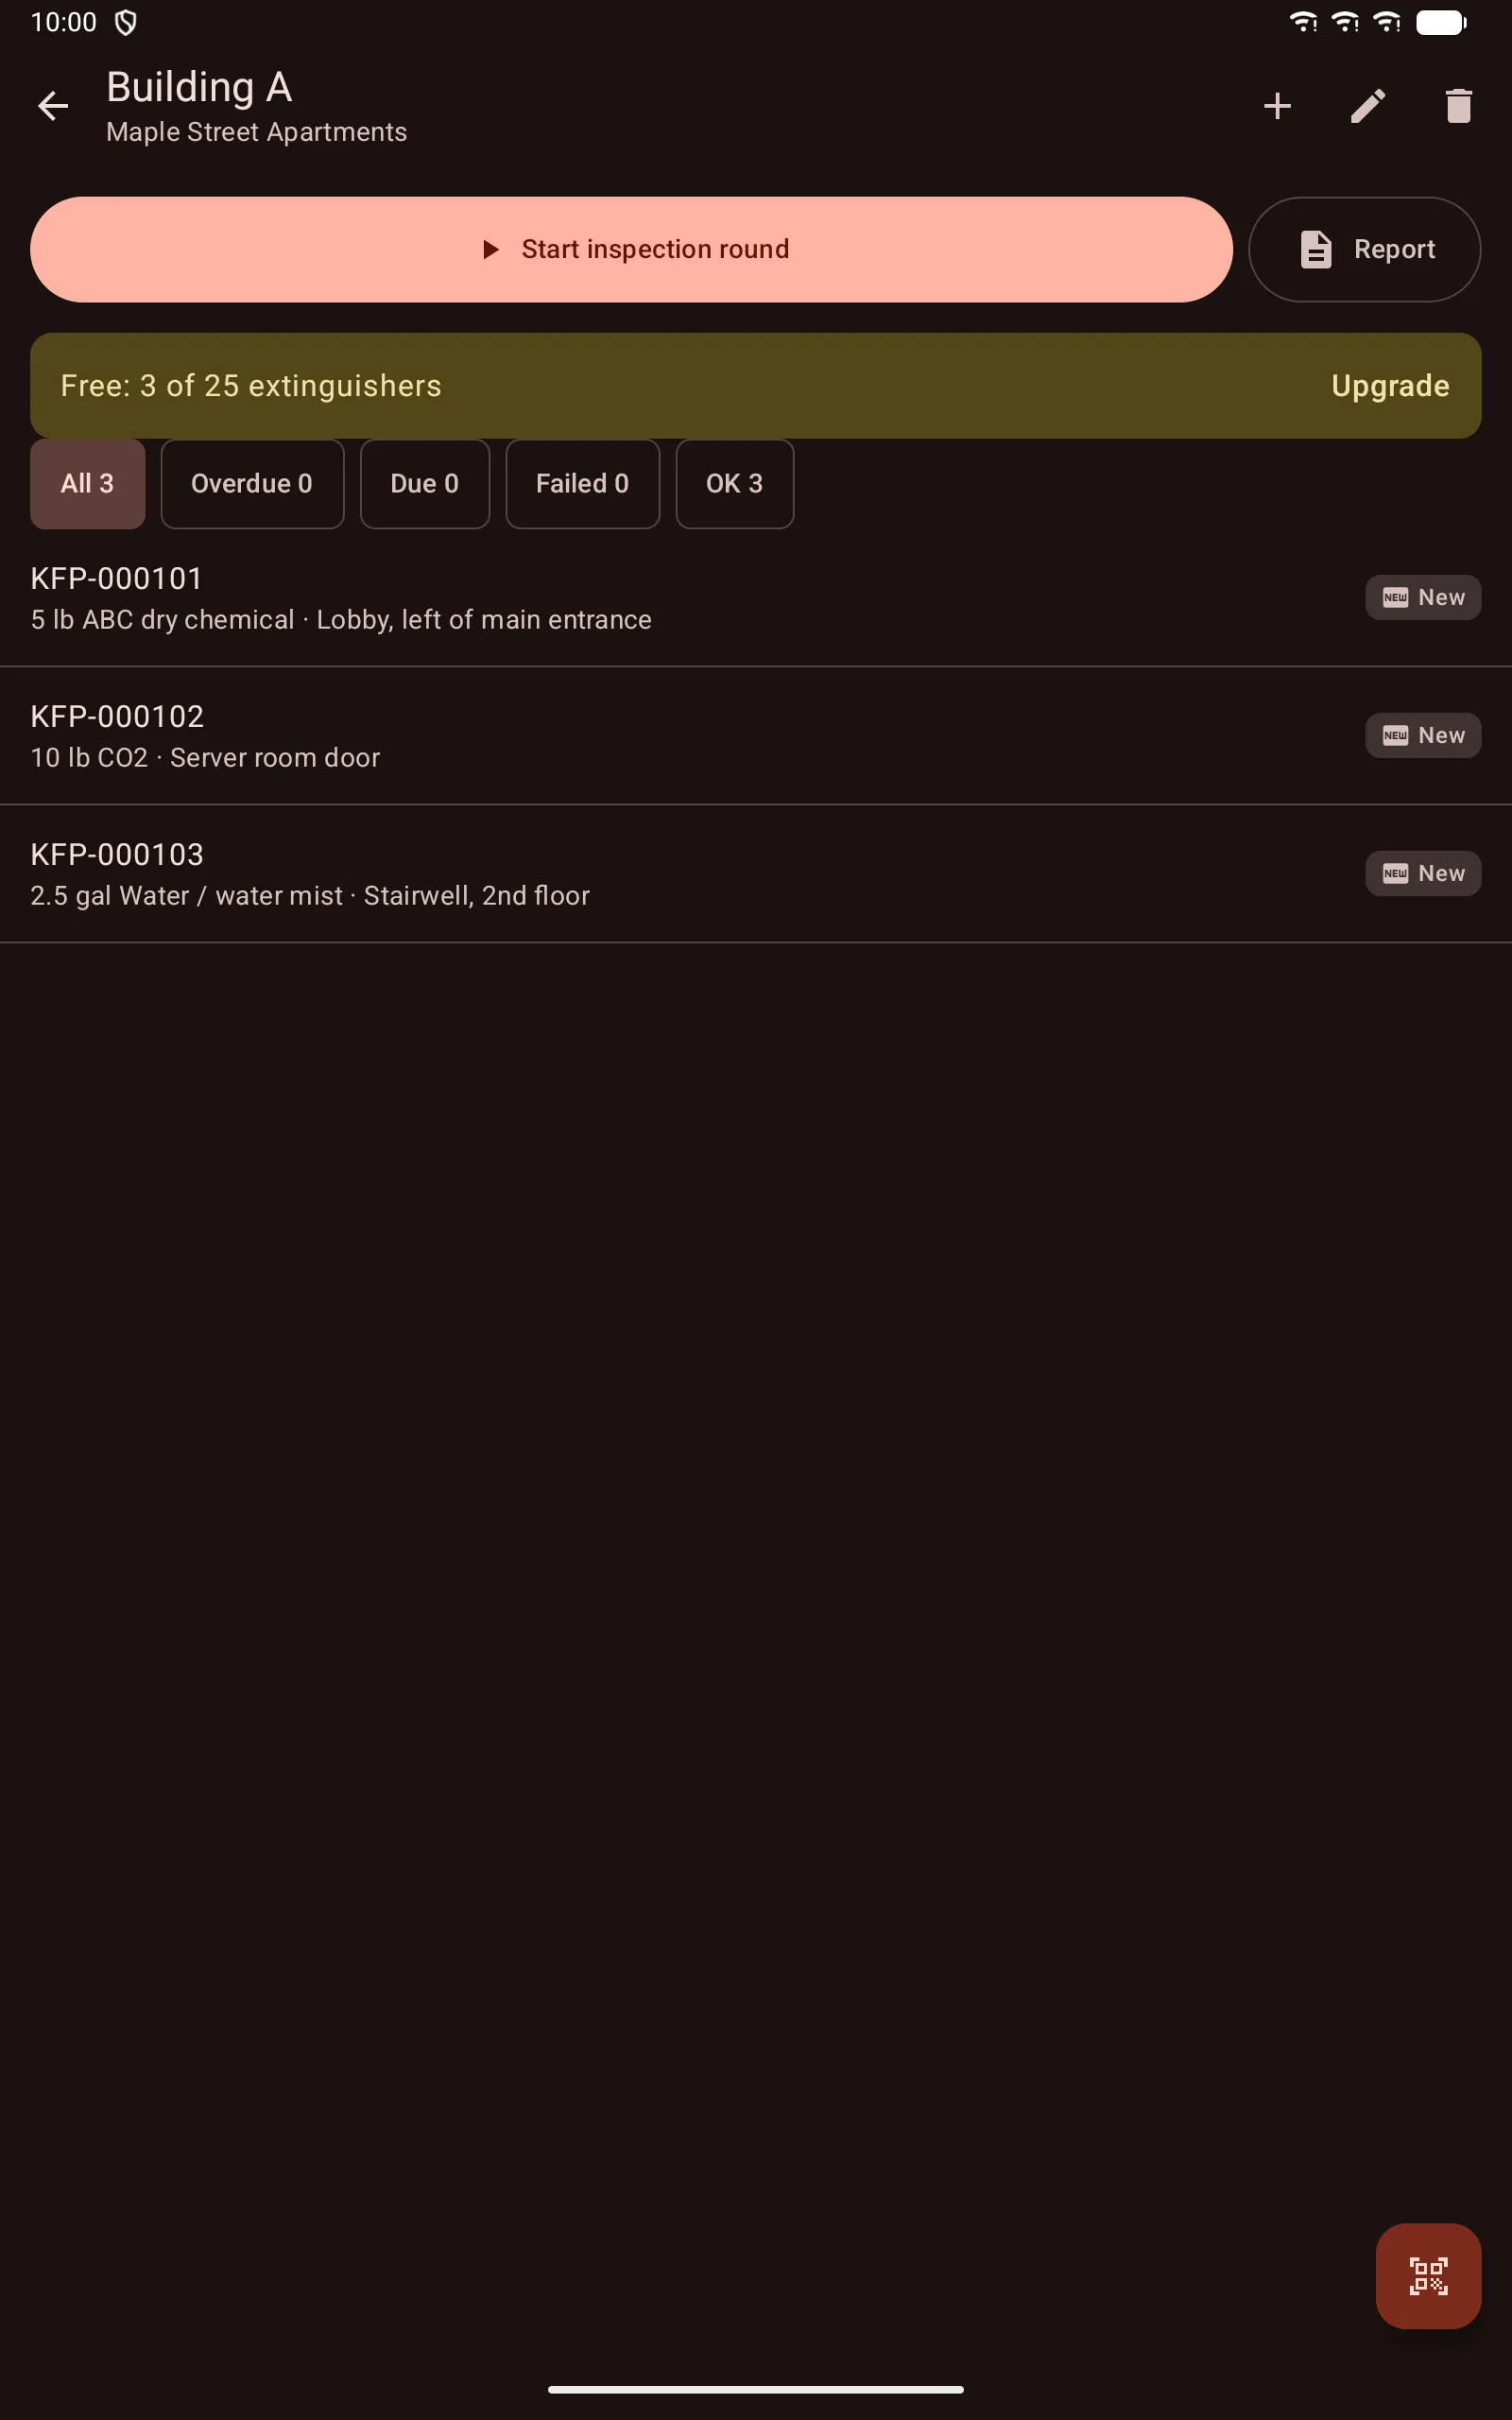 10:00
Building A
Maple Street Apartments
Start inspection round
Report
Free: 3 of 25 extinguishers
Upgrade
All 3
Overdue 0
Due 0
Failed 0
OK 3
KFP-000101
5 lb ABC dry chemical · Lobby, left of main entrance
NEW New
KFP-000102
10 lb CO2 · Server room door
NEW New
KFP-000103
2.5 gal Water / water mist · Stairwell, 2nd floor
NEW New